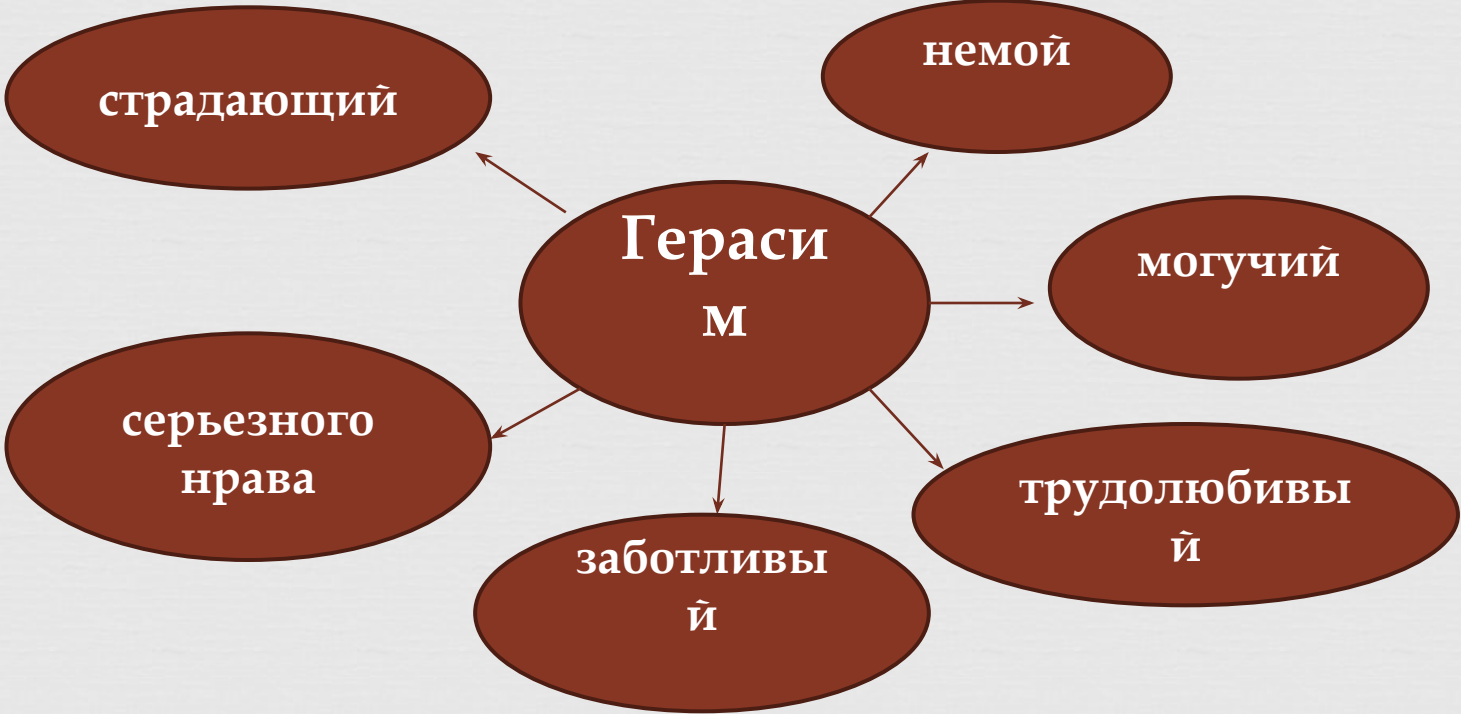 страдающий
немой
Гераси
м
могучий
серьезного
нрава
трудолюбивы
й
заботливы
й